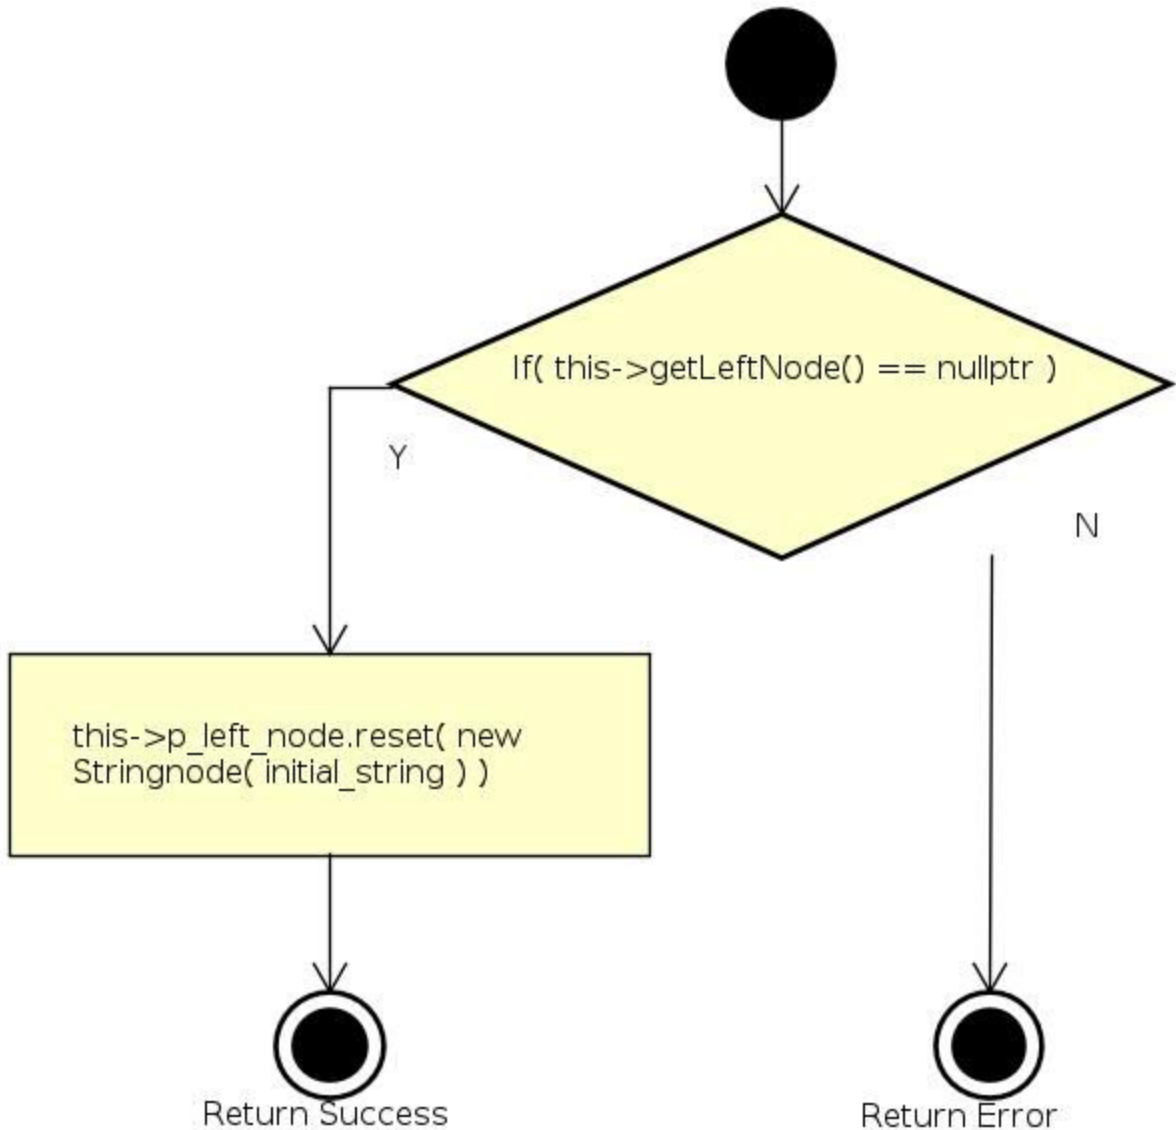 If( this->getLeftNode() == nullptr )
Y
N
this->p_left_node.reset( new
Stringnode( initial_string ) )
Return Success
Return Error